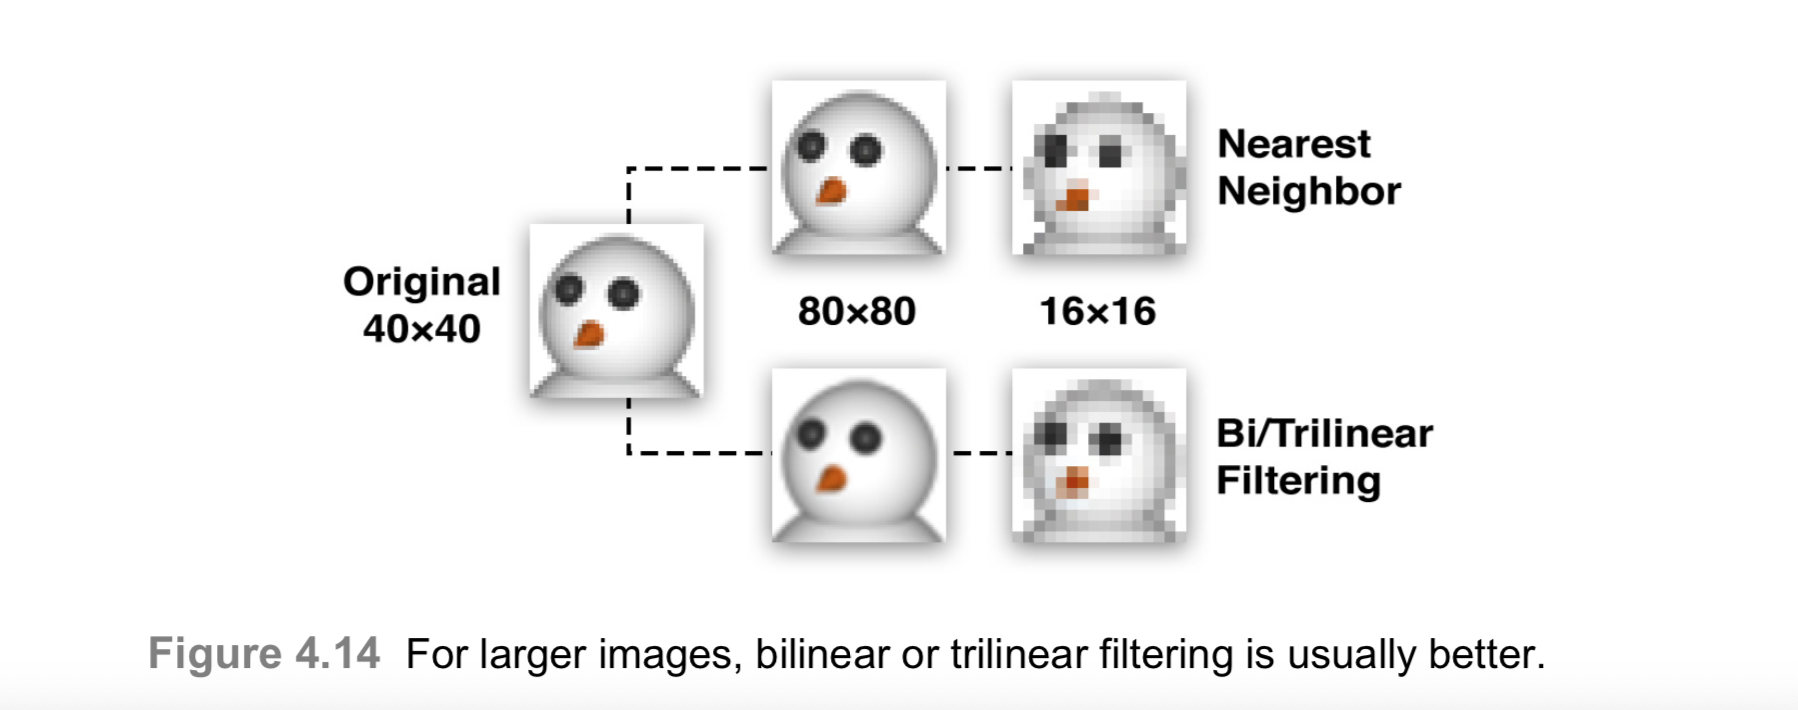 Nearest
Neighbor
Original
40×40
80×80
16×16
Bi/Trilinear
Filtering
Figure 4.14 For larger images, bilinear or trilinear filtering is usually better.